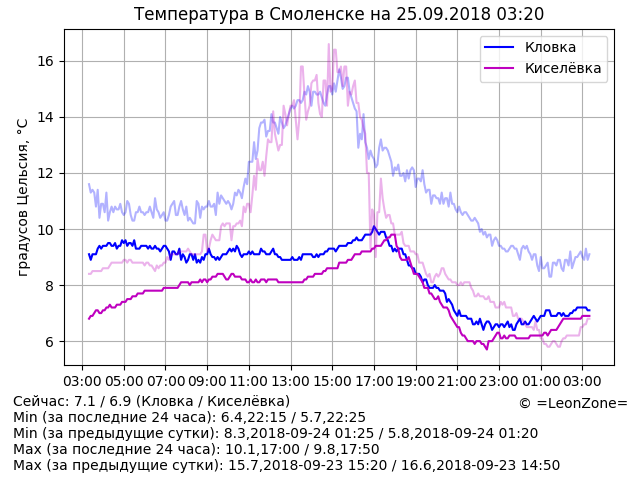 Температура в Смоленске на 25.09.2018 03:20
градусов Цельсия, °C
16
14
12
10
8
6
Кловка
Киселёвка
03:00 05:00 07:00 09:00 11:00 13:00 15:00 17:00 19:00 21:00 23:00 01:00 03:00
Сейчас: 7.1 / 6.9 (Кловка / Киселёвка)
© =LeonZone=
Min (за последние 24 часа): 6.4,22:15 / 5.7,22:25
Min (за предыдущие сутки): 8.3,2018-09-24 01:25 / 5.8,2018-09-24 01:20
Max (за последние 24 часа): 10.1,17:00 / 9.8,17:50
Max (за предыдущие сутки): 15.7,2018-09-23 15:20 / 16.6,2018-09-23 14:50